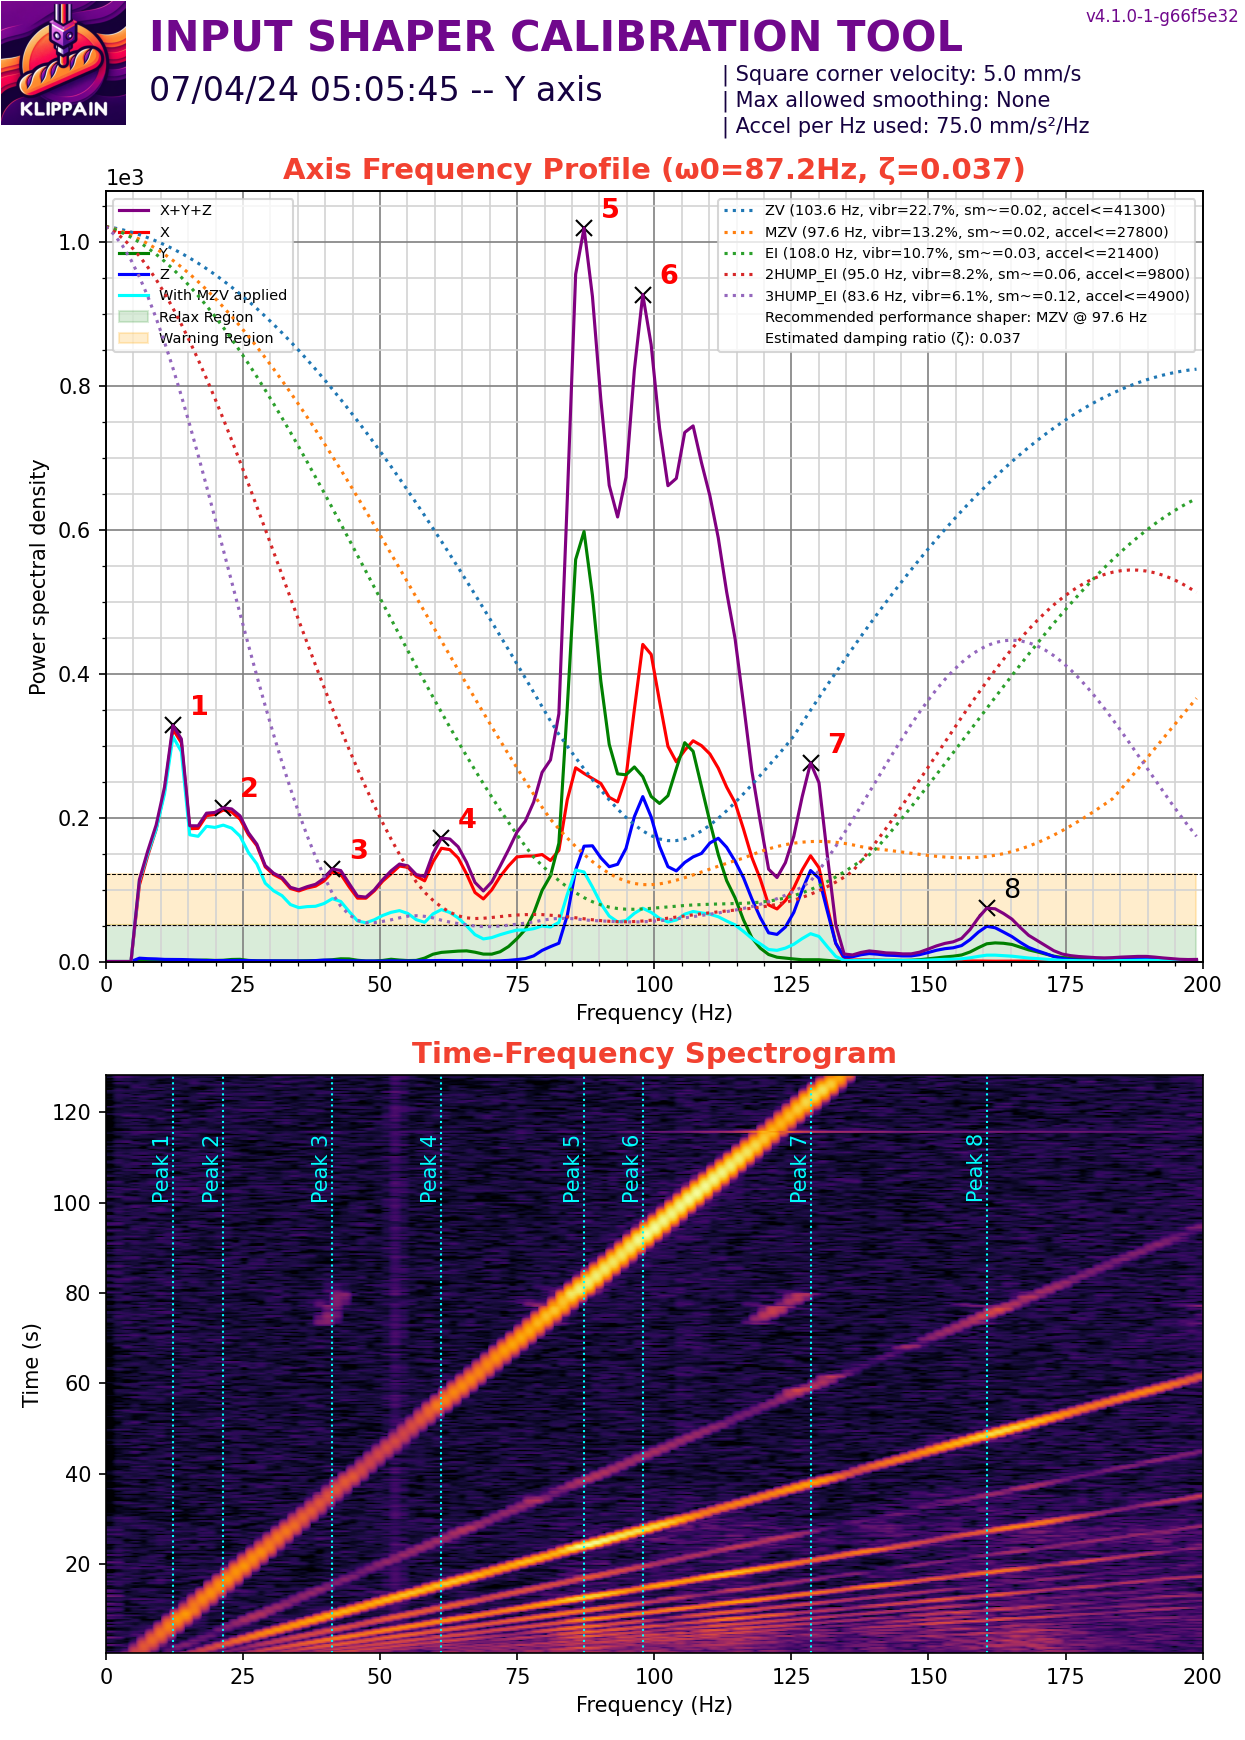 KLIPPAIN
INPUT SHAPER CALIBRATION TOOL
v4.1.0-1-g66f5e32
07/04/24 05:05:45 -- Y axis
| Square corner velocity: 5.0 mm/s
| Max allowed smoothing: None
| Accel per Hz used: 75.0 mm/s²/Hz
Axis Frequency Profile (ω0=87.2Hz, ζ=0.037)
1e3
X+Y+Z
X
Y
Z
With MZV applied
Relax Region
Warning Region
ZV (103.6 Hz, vibr=22.7%, sm~=0.02, accel<=41300)
MZV (97.6 Hz, vibr=13.2%, sm~=0.02, accel<=27800)
EI (108.0 Hz, vibr=10.7%, sm~=0.03, accel<=21400)
2HUMP_EI (95.0 Hz, vibr=8.2%, sm~=0.06, accel<=9800)
3HUMP_EI (83.6 Hz, vibr=6.1%, sm~=0.12, accel<=4900)
Recommended performance shaper: MZV @ 97.6 Hz
Estimated damping ratio (ζ): 0.037
1
2
3
4
5
6
7
8
Power spectral density
1.0
0.8
0.6
0.4
0.2
0.0
0 25 50 75 100 125 150 175 200
Frequency (Hz)
Time-Frequency Spectrogram
Peak 1
Peak 2
Peak 3
Peak 4
Peak 5
Peak 6
Peak 7
Peak 8
Time (s)
120
100
80
60
40
20
0 25 50 75 100 125 150 175 200
Frequency (Hz)